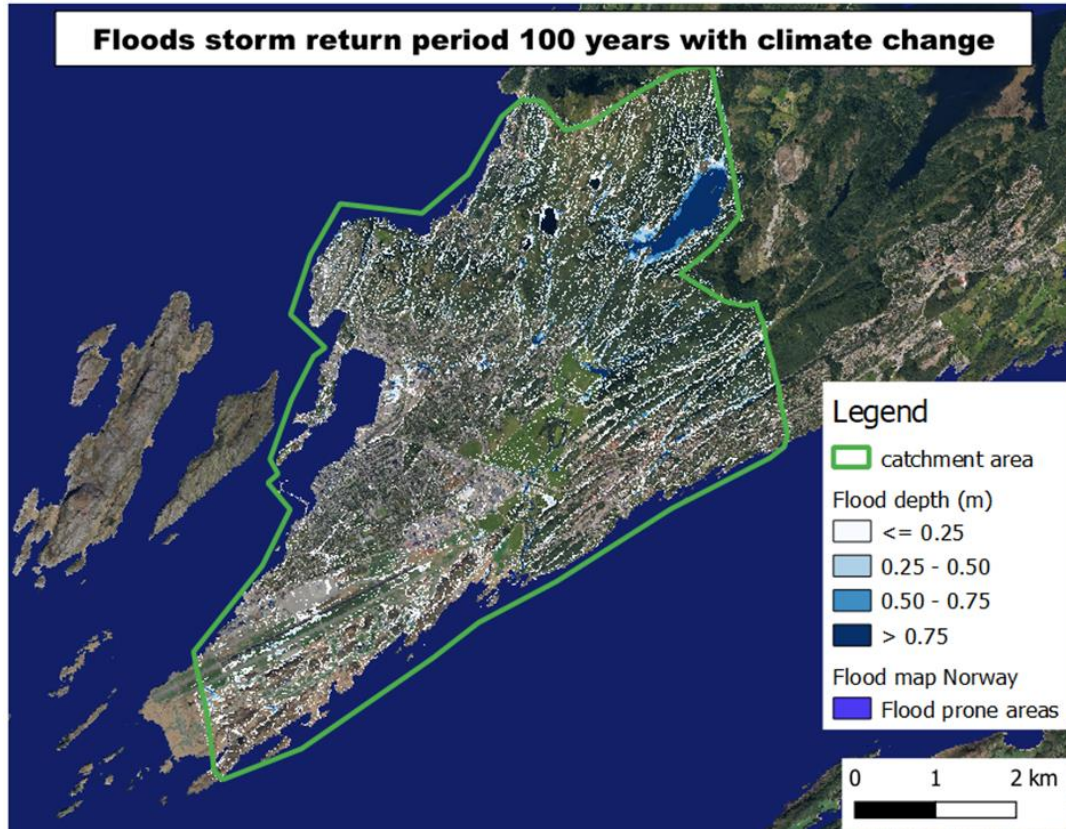 Floods storm return period 100 years with climate change
Legend
catchment area
Flood depth (m)
<= 0.25
0.25 - 0.50
0.50 - 0.75
> 0.75
Flood map Norway
Flood prone areas
0 1 2 km